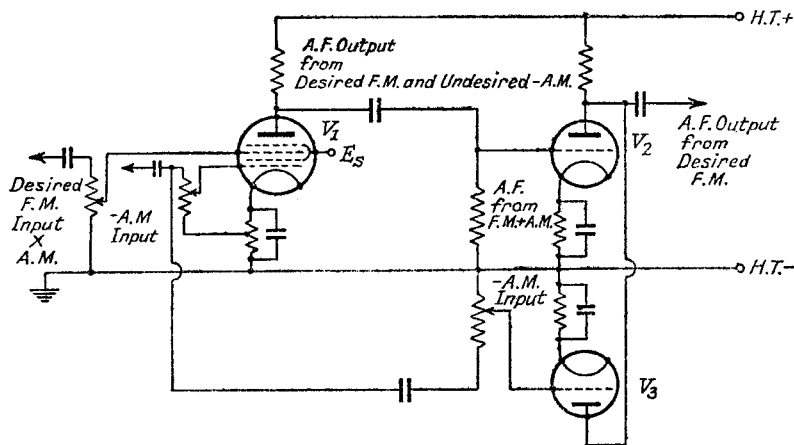 H.T.+
A.F. Output
from
Desired F.M. and Undesired -A.M.
V1
V2
A.F. Output
from
Desired
F.M.
Es
Desired
F.M.
Input
X
A.M.
-A.M
Input
A.F.
from
F.M.+A.M.
H.T.-
-A.M.
Input
V3